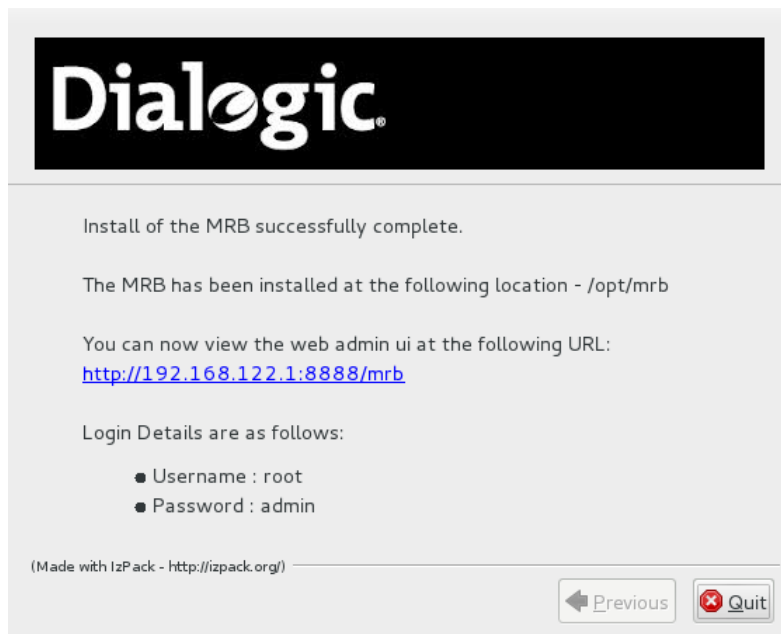 Dialogic®
Install of the MRB successfully complete.
The MRB has been installed at the following location - /opt/mrb
You can now view the web admin ui at the following URL:
http://192.168.122.1:8888/mrb
Login Details are as follows:
Username : root
Password : admin
(Made with IzPack - http://izpack.org/)
Previous
Quit